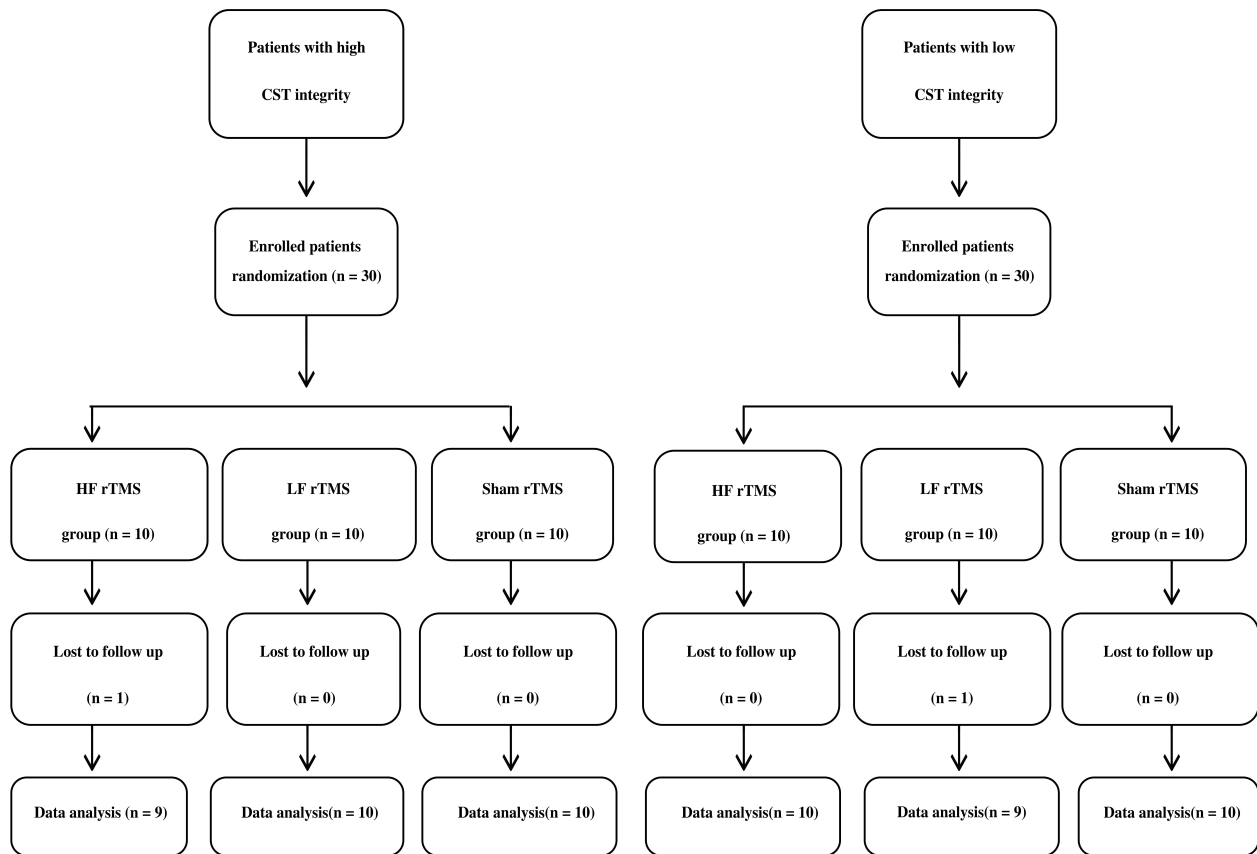 Patients with high
CST integrity
Enrolled patients
randomization (n = 30)
HF rTMS
group (n = 10)
LF rTMS
group (n = 10)
Sham rTMS
group (n = 10)
Lost to follow up
(n = 1)
Lost to follow up
(n = 0)
Lost to follow up
(n = 0)
Data analysis (n = 9)
Data analysis(n = 10)
Data analysis(n = 10)
Patients with low
CST integrity
Enrolled patients
randomization (n = 30)
HF rTMS
group (n = 10)
LF rTMS
group (n = 10)
Sham rTMS
group (n = 10)
Lost to follow up
(n = 0)
Lost to follow up
(n = 1)
Lost to follow up
(n = 0)
Data analysis(n = 10)
Data analysis(n = 9)
Data analysis(n = 10)